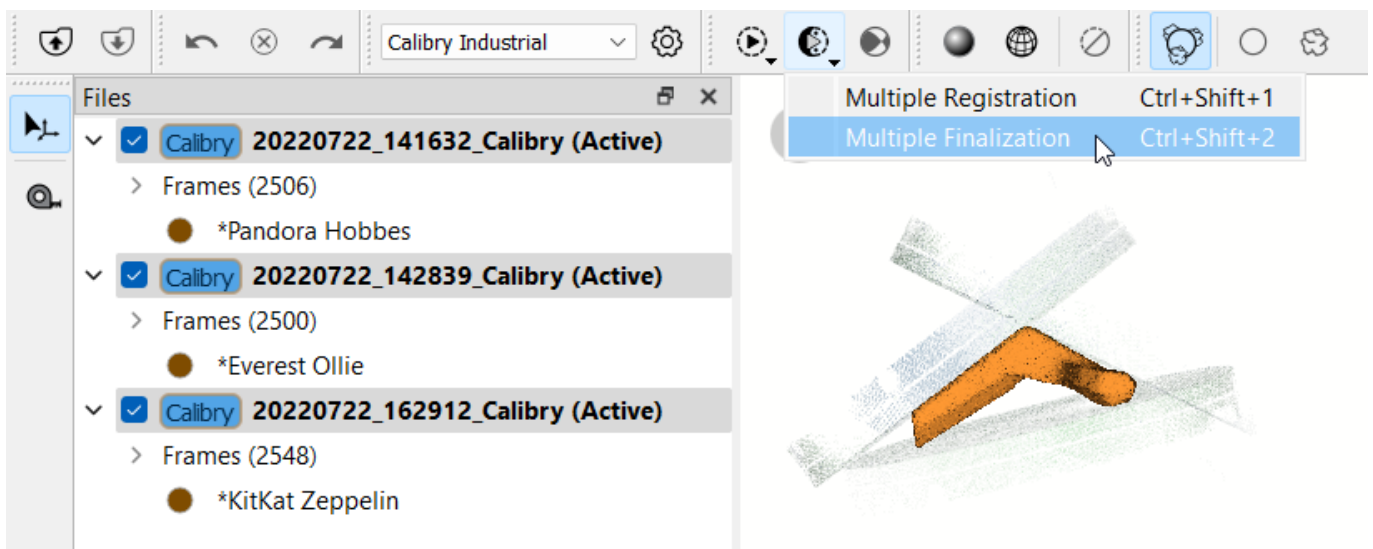 Calibry Industrial
Files
Multiple Registration Ctrl+Shift+1
Multiple Finalization Ctrl+Shift+2
Calibry 20220722_141632_Calibry (Active)
Frames (2506)
*Pandora Hobbes
Calibry 20220722_142839_Calibry (Active)
Frames (2500)
*Everest Ollie
Calibry 20220722_162912_Calibry (Active)
Frames (2548)
*KitKat Zeppelin